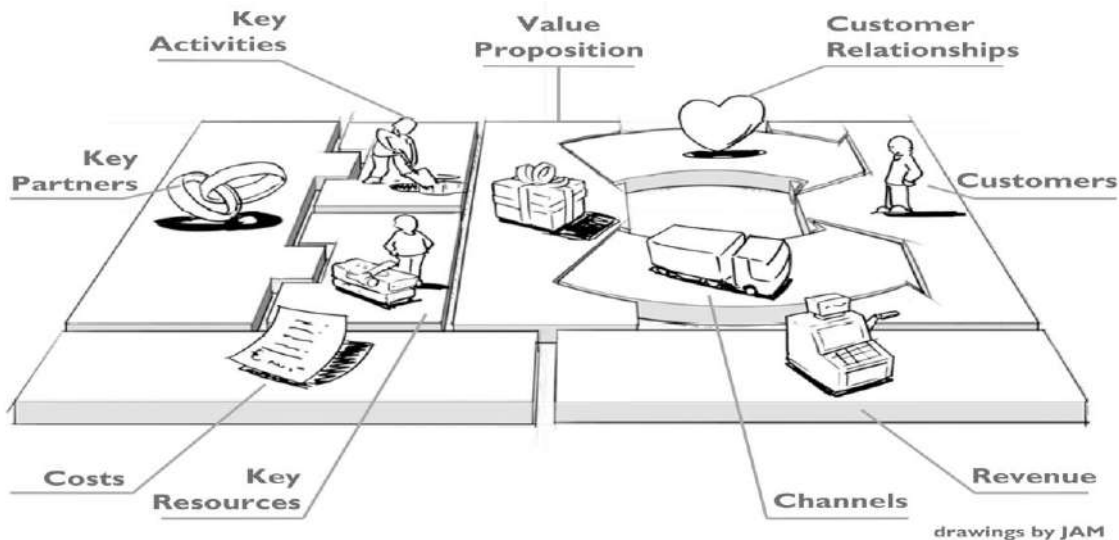 Key
Activities
Value
Proposition
Customer
Relationships
Key
Partners
Customers
Costs
Key
Resources
Channels
Revenue
drawings by JAM